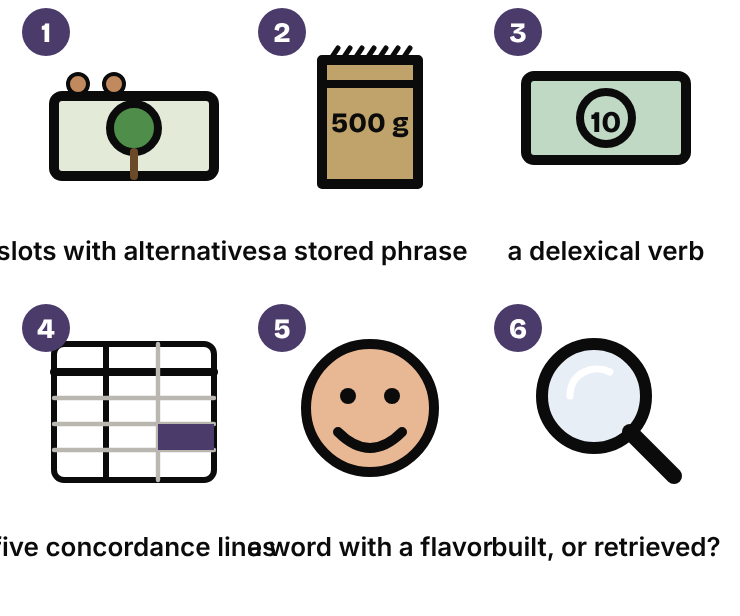 1
2
3
500 g
10
slots with alternatives
a stored phrase
a delexical verb
4
5
6
five concordance lines
a word with a flavor
built, or retrieved?